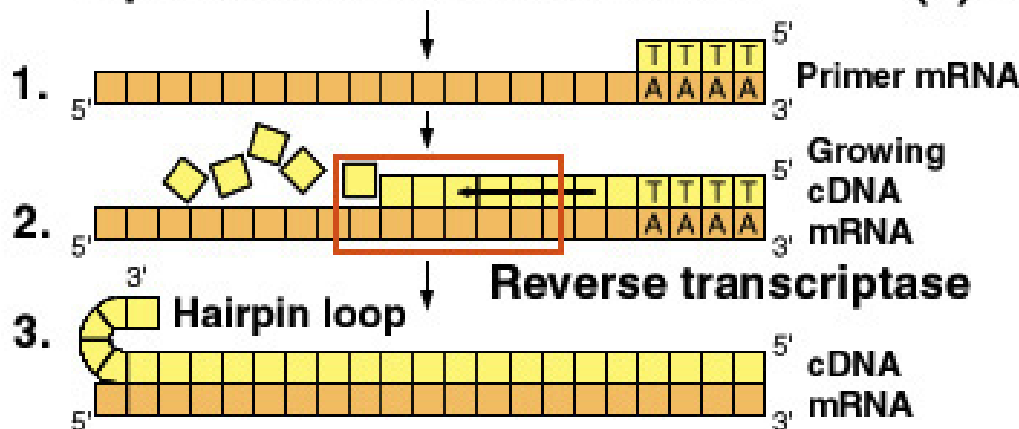 5'
T T T T
1.
Primer mRNA
A A A A
5'
3'
Growing
5'
cDNA
T T T T
2.
mRNA
A A A A
5'
3'
3'
Reverse transcriptase
Hairpin loop
3.
5'
cDNA
mRNA
5'
3'